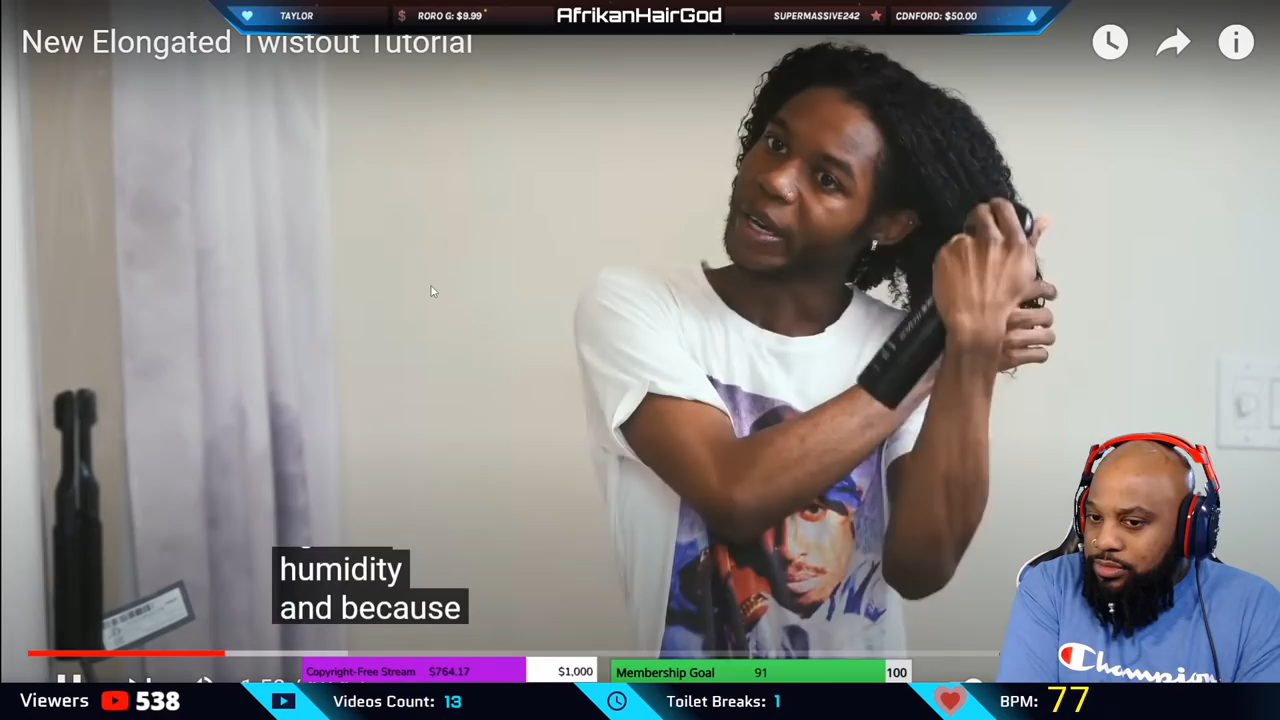 TAYLOR
$ RORO G: $9.99
AfrikanHairGod
SUPERMASSIVE242
CDNFORD: $50.00
New Elongated Twistout Tutorial
humidity
and because
Champion
Copyright-Free Stream $764.17 $1,000
Membership Goal 91 100
Viewers 538
Videos Count: 13
Toilet Breaks: 1
BPM: 77